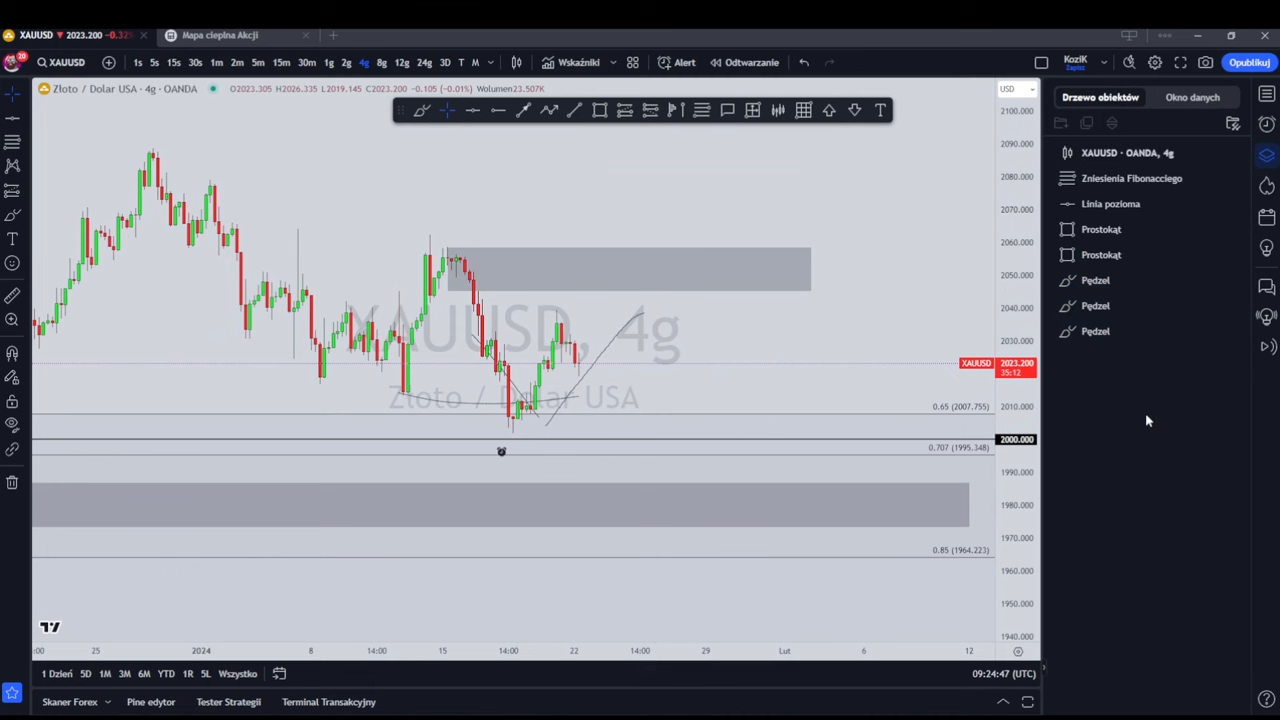 XAUUSD 2023.200 -0.32%
Mapa cieplna Akcji
20
XAUUSD
1s 5s 15s 30s 1m 2m 5m 15m 30m 1g 2g 4g 8g 12g 24g 3D T M
Wskaźniki
Alert
Odtwarzanie
KoziK
Zapisz
Opublikuj
Złoto / Dolar USA · 4g · OANDA
O2023.305 H2026.335 L2019.145 C2023.200 -0.105 (-0.01%) Volumen23.507K
USD
Drzewo obiektów
Okno danych
XAUUSD · OANDA, 4g
Zniesienia Fibonacciego
Linia pozioma
Prostokąt
Prostokąt
Pędzel
Pędzel
Pędzel
XAUUSD, 4g
Złoto / Dolar USA
2100.000
2090.000
2080.000
2070.000
2060.000
2050.000
2040.000
2030.000
XAUUSD 2023.200
35:12
2010.000
2000.000
1990.000
1980.000
1970.000
1960.000
1950.000
1940.000
0.65 (2007.755)
0.707 (1995.348)
0.85 (1964.223)
:00 25 2024 8 14:00 15 14:00 22 14:00 29 Lut 6 12
1 Dzień 5D 1M 3M 6M YTD 1R 5L Wszystko
09:24:47 (UTC)
Skaner Forex
Pine edytor
Tester Strategii
Terminal Transakcyjny